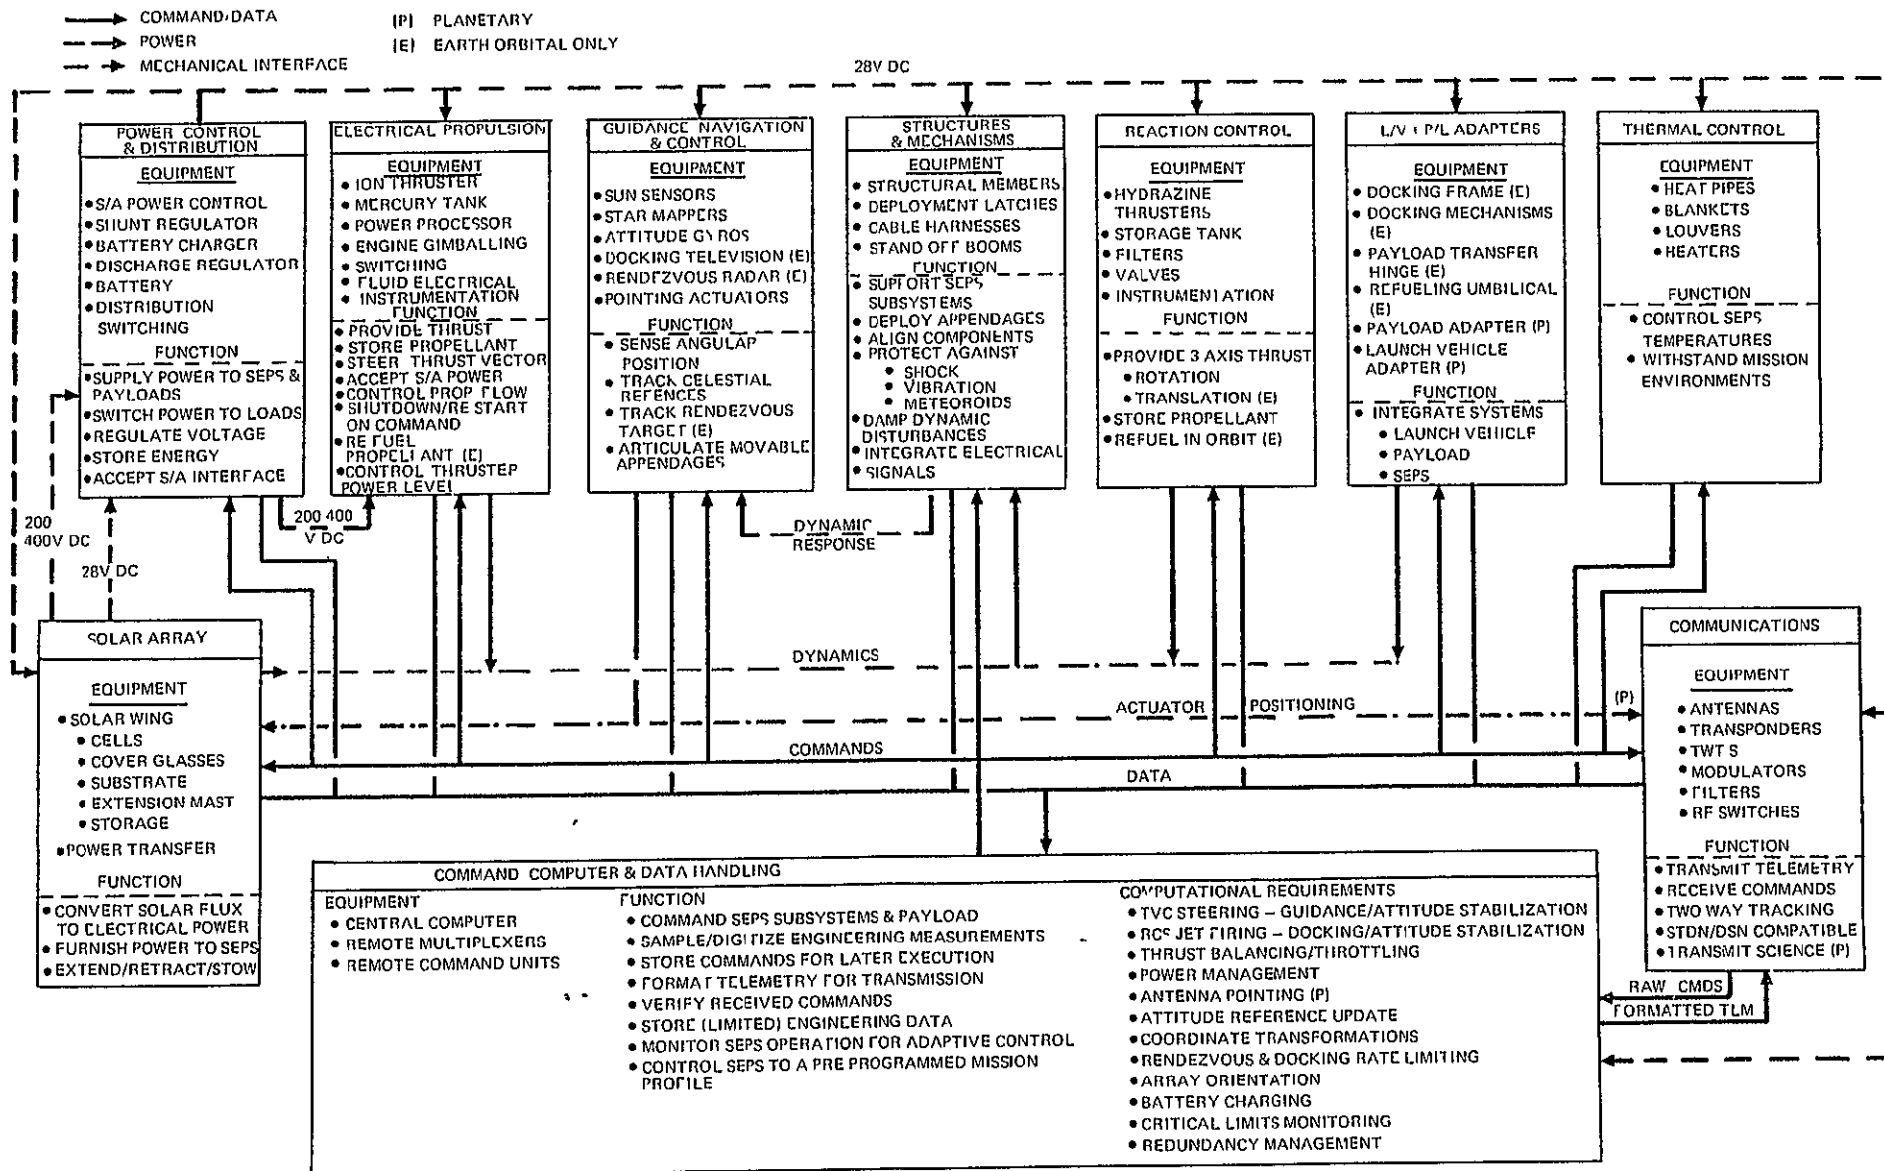 COMMAND/DATA
POWER
MECHANICAL INTERFACE
(P) PLANETARY
(E) EARTH ORBITAL ONLY
28V DC
POWER CONTROL
& DISTRIBUTION
EQUIPMENT
• S/A POWER CONTROL
• SHUNT REGULATOR
• BATTERY CHARGER
• DISCHARGE REGULATOR
• BATTERY
• DISTRIBUTION
SWITCHING
FUNCTION
• SUPPLY POWER TO SEPS &
PAYLOADS
• SWITCH POWER TO LOADS
• REGULATE VOLTAGE
• STORE ENERGY
• ACCEPT S/A INTERFACE
ELECTRICAL PROPULSION
EQUIPMENT
• ION THRUSTER
• MERCURY TANK
• POWER PROCESSOR
• ENGINE GIMBALLING
• SWITCHING
• FLUID ELECTRICAL
INSTRUMENTATION
FUNCTION
• PROVIDE THRUST
• STORE PROPELLANT
• STEER THRUST VECTOR
• ACCEPT S/A POWER
• CONTROL PROP FLOW
• SHUTDOWN/RE START
ON COMMAND
• RE FUEL
PROPELLANT (E)
• CONTROL THRUSTER
POWER LEVEL
GUIDANCE NAVIGATION
& CONTROL
EQUIPMENT
• SUN SENSORS
• STAR MAPPERS
• ATTITUDE GYROS
• DOCKING TELEVISION (E)
• RENDEZVOUS RADAR (E)
• POINTING ACTUATORS
FUNCTION
• SENSE ANGULAR
POSITION
• TRACK CELESTIAL
REFENCES
• TRACK RENDEZVOUS
TARGET (E)
• ARTICULATE MOVABLE
APPENDAGES
STRUCTURES
& MECHANISMS
EQUIPMENT
• STRUCTURAL MEMBERS
• DEPLOYMENT LATCHES
• CABLE HARNESSES
• STAND OFF BOOMS
FUNCTION
• SUPPORT SEPS
SUBSYSTEMS
• DEPLOY APPENDAGES
• ALIGN COMPONENTS
• PROTECT AGAINST
• SHOCK
• VIBRATION
• METEOROIDS
• DAMP DYNAMIC
DISTURBANCES
• INTEGRATE ELECTRICAL
• SIGNALS
REACTION CONTROL
EQUIPMENT
• HYDRAZINE
THRUSTERS
• STORAGE TANK
• FILTERS
• VALVES
• INSTRUMENTATION
FUNCTION
• PROVIDE 3 AXIS THRUST
• ROTATION
• TRANSLATION (E)
• STORE PROPELLANT
• REFUEL IN ORBIT (E)
L/V + P/L ADAPTERS
EQUIPMENT
• DOCKING FRAME (E)
• DOCKING MECHANISMS
(E)
• PAYLOAD TRANSFER
HINGE (E)
• REFUELING UMBILICAL
(E)
• PAYLOAD ADAPTER (P)
• LAUNCH VEHICLE
ADAPTER (P)
FUNCTION
• INTEGRATE SYSTEMS
• LAUNCH VEHICLE
• PAYLOAD
• SEPS
THERMAL CONTROL
EQUIPMENT
• HEAT PIPES
• BLANKETS
• LOUVERS
• HEATERS
FUNCTION
• CONTROL SEPS
TEMPERATURES
• WITHSTAND MISSION
ENVIRONMENTS
200
400V DC
28V DC
200 400
V DC
DYNAMIC
RESPONSE
SOLAR ARRAY
EQUIPMENT
• SOLAR WING
• CELLS
• COVER GLASSES
• SUBSTRATE
• EXTENSION MAST
• STORAGE
• POWER TRANSFER
FUNCTION
• CONVERT SOLAR FLUX
TO ELECTRICAL POWER
• FURNISH POWER TO SEPS
• EXTEND/RETRACT/STOW
DYNAMICS
ACTUATOR POSITIONING
(P)
COMMANDS
DATA
COMMUNICATIONS
EQUIPMENT
• ANTENNAS
• TRANSPONDERS
• TWT S
• MODULATORS
• FILTERS
• RF SWITCHES
FUNCTION
• TRANSMIT TELEMETRY
• RECEIVE COMMANDS
• TWO WAY TRACKING
• STDN/DSN COMPATIBLE
• TRANSMIT SCIENCE (P)
RAW CMDS
FORMATTED TLM
COMMAND COMPUTER & DATA HANDLING
EQUIPMENT
• CENTRAL COMPUTER
• REMOTE MULTIPLEXERS
• REMOTE COMMAND UNITS
FUNCTION
• COMMAND SEPS SUBSYSTEMS & PAYLOAD
• SAMPLE/DIGITIZE ENGINEERING MEASUREMENTS
• STORE COMMANDS FOR LATER EXECUTION
• FORMAT TELEMETRY FOR TRANSMISSION
• VERIFY RECEIVED COMMANDS
• STORE (LIMITED) ENGINEERING DATA
• MONITOR SEPS OPERATION FOR ADAPTIVE CONTROL
• CONTROL SEPS TO A PRE PROGRAMMED MISSION
PROFILE
COMPUTATIONAL REQUIREMENTS
• TVC STEERING – GUIDANCE/ATTITUDE STABILIZATION
• RCS JET FIRING – DOCKING/ATTITUDE STABILIZATION
• THRUST BALANCING/THROTTLING
• POWER MANAGEMENT
• ANTENNA POINTING (P)
• ATTITUDE REFERENCE UPDATE
• COORDINATE TRANSFORMATIONS
• RENDEZVOUS & DOCKING RATE LIMITING
• ARRAY ORIENTATION
• BATTERY CHARGING
• CRITICAL LIMITS MONITORING
• REDUNDANCY MANAGEMENT